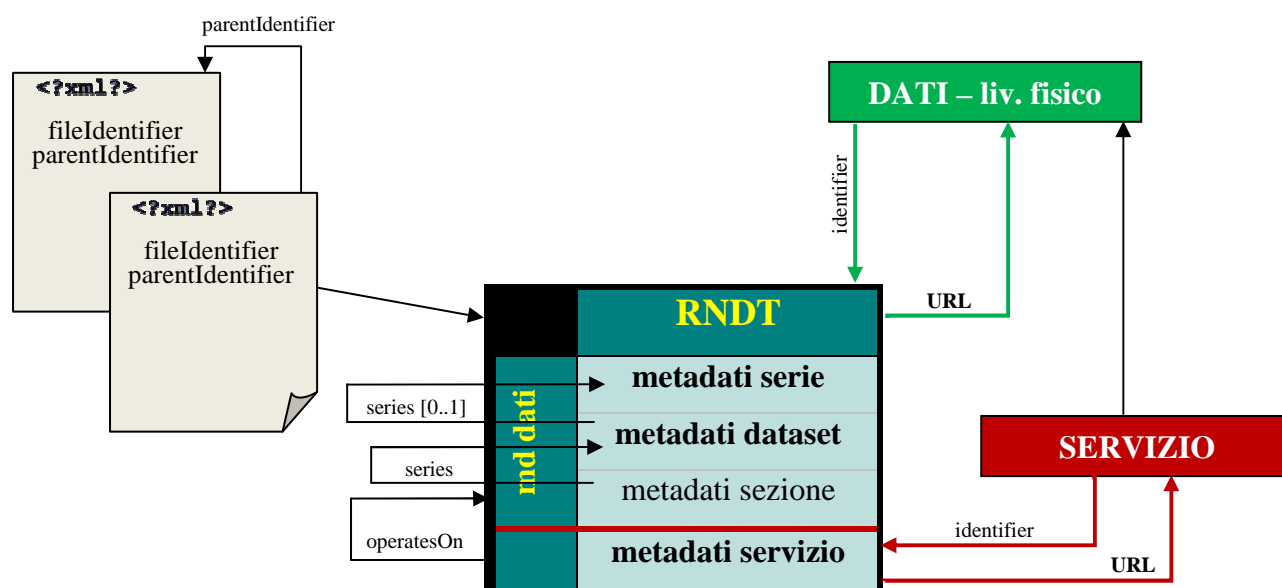 parentIdentifier
<?xml?>
fileIdentifier
parentIdentifier
<?xml?>
fileIdentifier
parentIdentifier
DATI – liv. fisico
identifier
URL
RNDT
rnd dati
metadati serie
series [0..1]
metadati dataset
series
metadati sezione
operatesOn
metadati servizio
SERVIZIO
identifier
URL